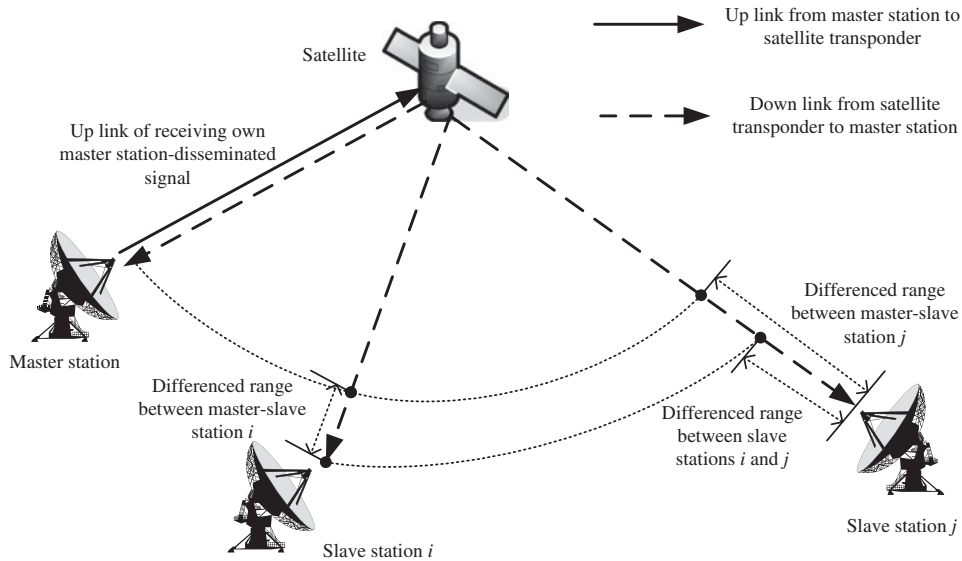 Up link from master station to
satellite transponder
Satellite
Down link from satellite
transponder to master station
Up link of receiving own
master station-disseminated
signal
Differenced range
between master-slave
station j
Master station
Differenced range
between master-slave
station i
Differenced range
between slave
stations i and j
Slave station j
Slave station i